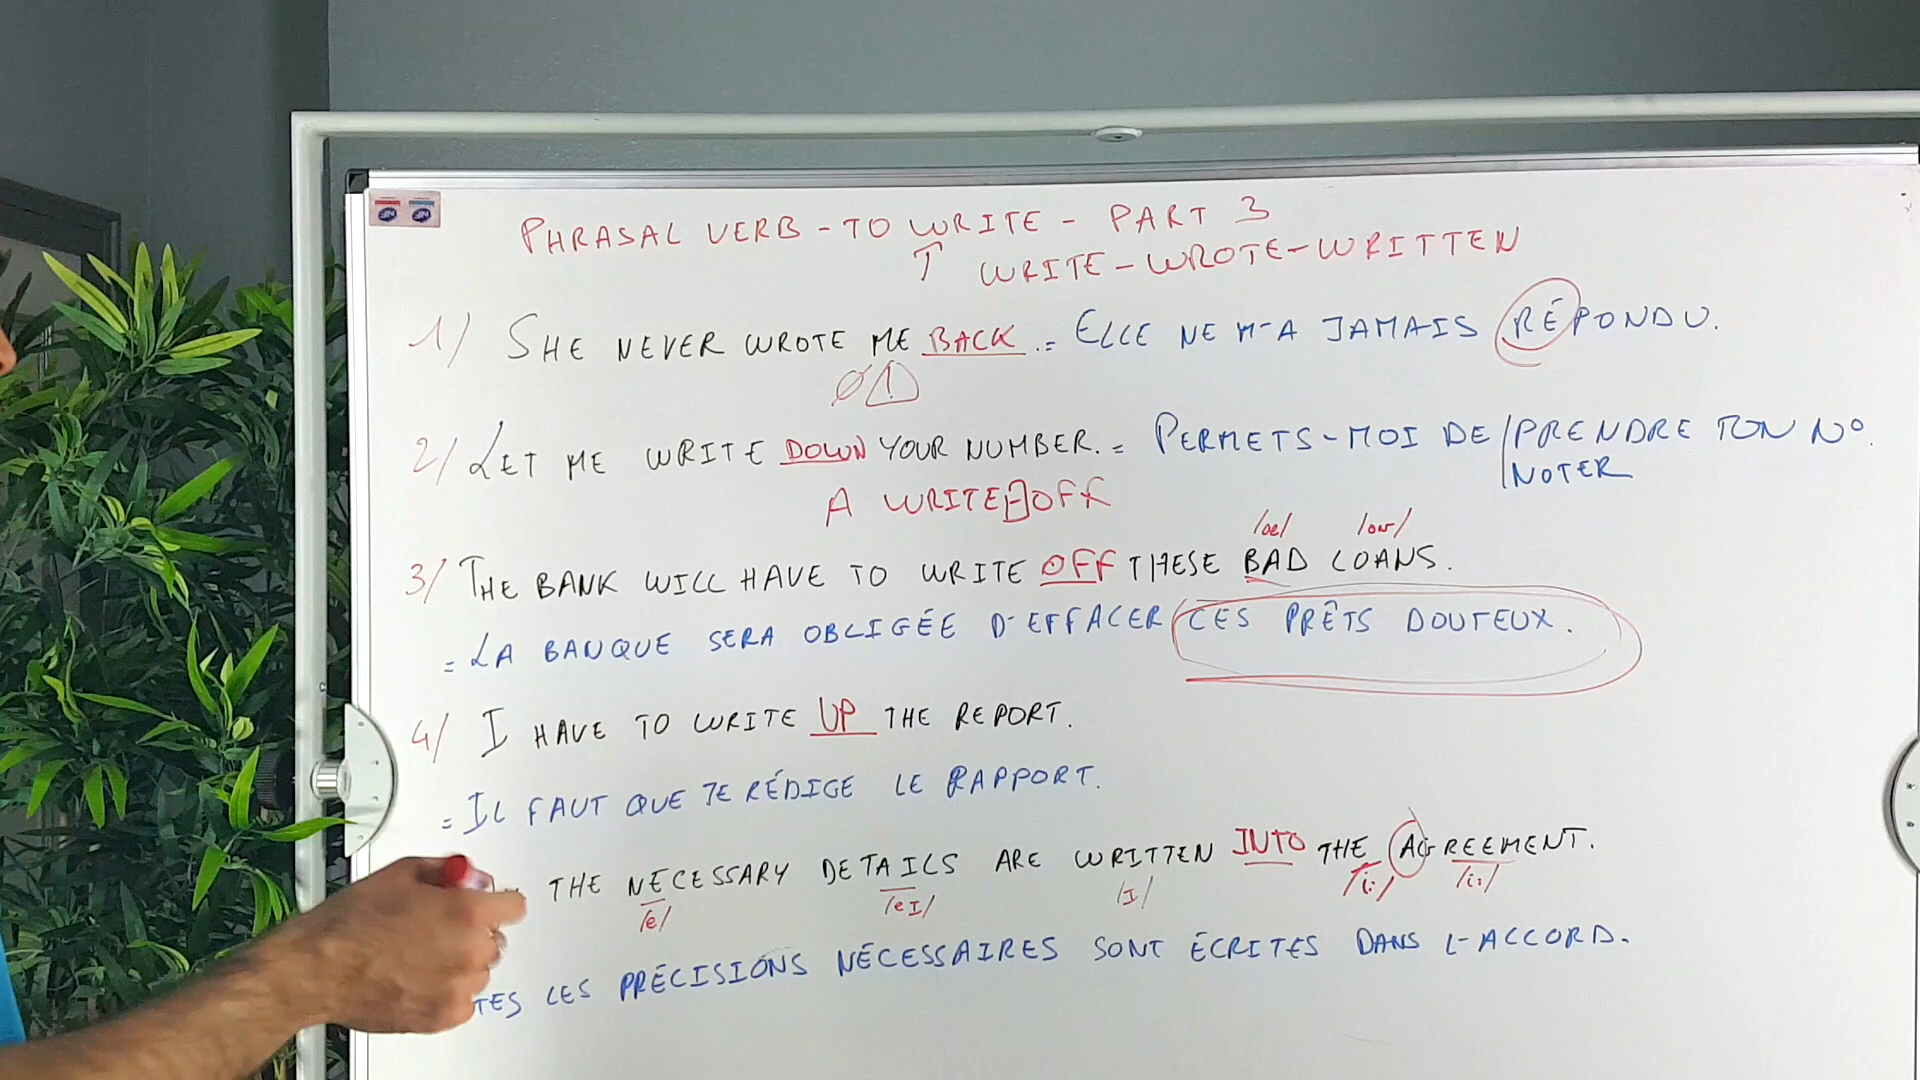 PHRASAL VERB - TO WRITE - PART 3
↑ WRITE - WROTE - WRITTEN
1/ SHE NEVER WROTE ME BACK . = ELLE NE M'A JAMAIS RÉPONDU.
Ø !
2/ LET ME WRITE DOWN YOUR NUMBER. = PERMETS-MOI DE / PRENDRE TON N°.
/ NOTER
A WRITE-OFF
/æ/ /əʊ/
3/ THE BANK WILL HAVE TO WRITE OFF THESE BAD LOANS.
= LA BANQUE SERA OBLIGÉE D'EFFACER CES PRÊTS DOUTEUX.
4/ I HAVE TO WRITE UP THE REPORT.
= IL FAUT QUE JE RÉDIGE LE RAPPORT.
THE NECESSARY DETAILS ARE WRITTEN INTO THE AGREEMENT.
/e/ /eɪ/ /ɪ/ /i:/ /i:/
TES LES PRÉCISIONS NÉCESSAIRES SONT ÉCRITES DANS L'ACCORD.